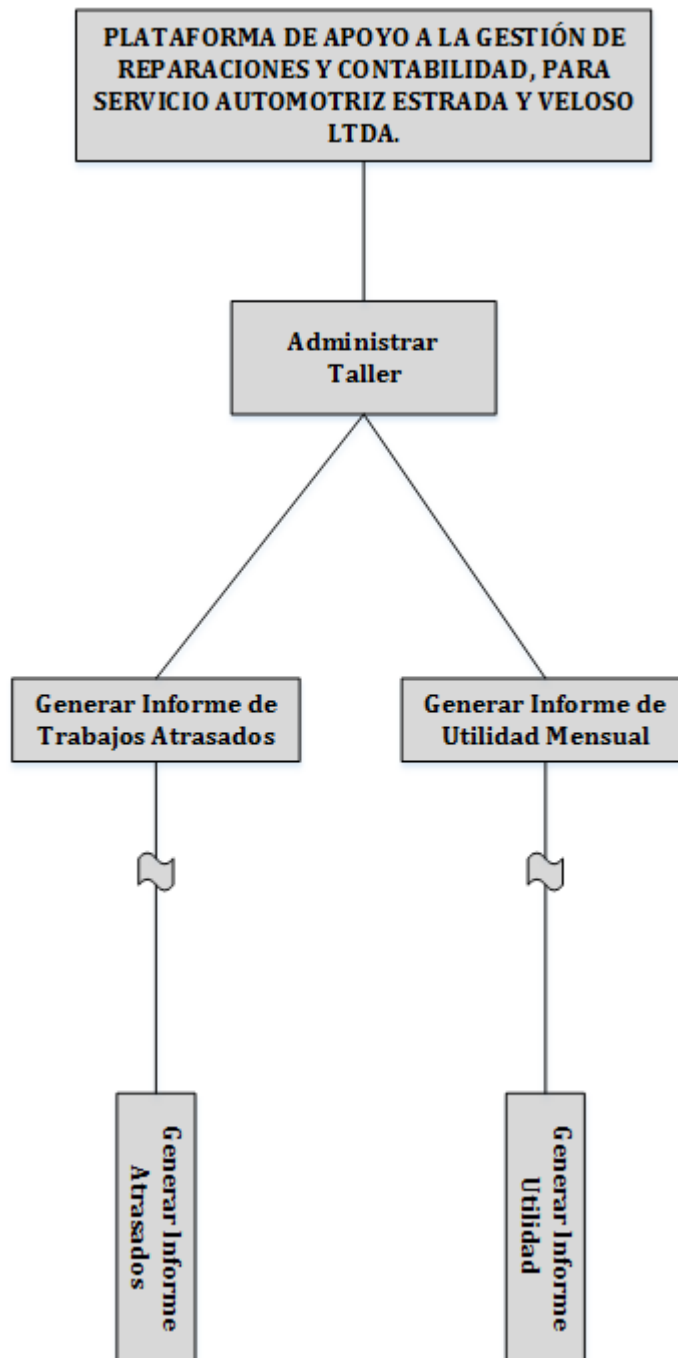 PLATAFORMA DE APOYO A LA GESTIÓN DE
REPARACIONES Y CONTABILIDAD, PARA
SERVICIO AUTOMOTRIZ ESTRADA Y VELOSO
LTDA.
Administrar
Taller
Generar Informe de
Trabajos Atrasados
Generar Informe de
Utilidad Mensual
Generar Informe
Atrasados
Generar Informe
Utilidad